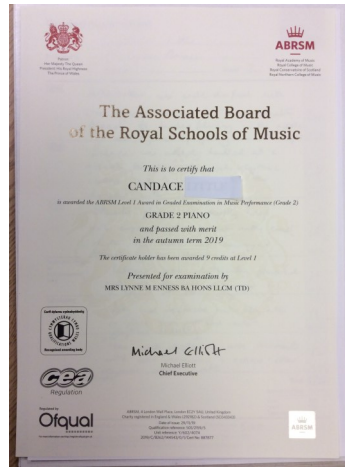 Patron
Her Majesty The Queen
President: His Royal Highness
The Prince of Wales
ABRSM
Royal Academy of Music
Royal College of Music
Royal Conservatoire of Scotland
Royal Northern College of Music
The Associated Board
of the Royal Schools of Music
This is to certify that
CANDACE
is awarded the ABRSM Level 1 Award in Graded Examination in Music Performance (Grade 2)
GRADE 2 PIANO
and passed with merit
in the autumn term 2019
The certificate holder has been awarded 9 credits at Level 1
Presented for examination by
MRS LYNNE M ENNESS BA HONS LLCM (TD)
Michael Elliott
Michael Elliott
Chief Executive
Recognised awarding body
cea
Regulation
Regulated by
Ofqual
ABRSM